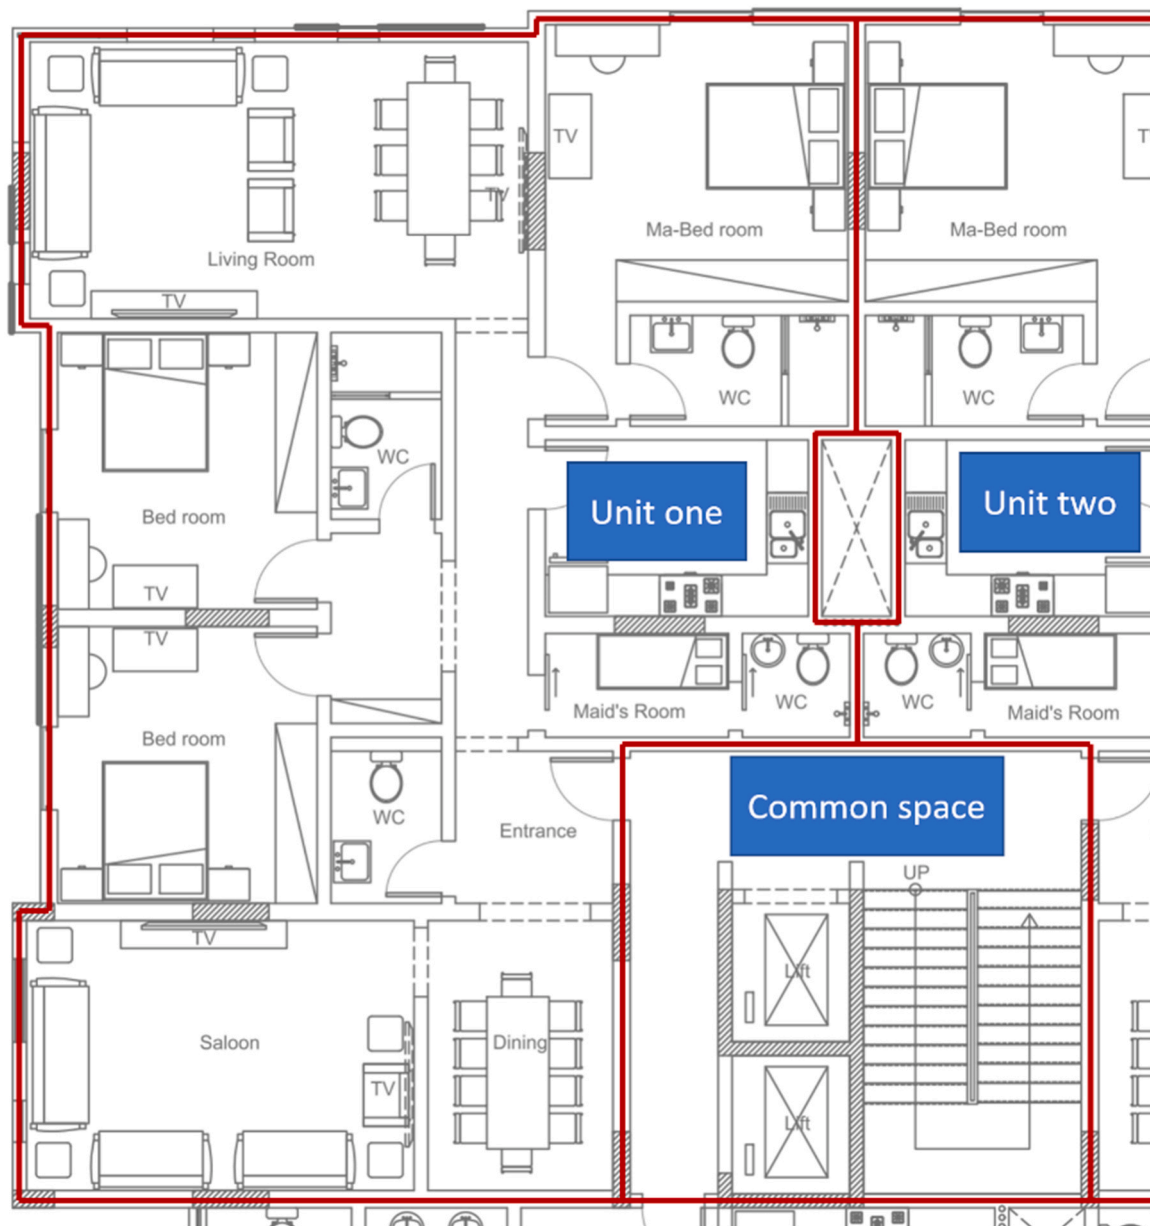 TV
Ma-Bed room
Ma-Bed room
TV
Living Room
TV
WC
WC
WC
Unit one
Unit two
Bed room
TV
TV
WC
WC
Maid's Room
Maid's Room
Bed room
Common space
WC
Entrance
UP
TV
Lift
Saloon
Dining
TV
Lift